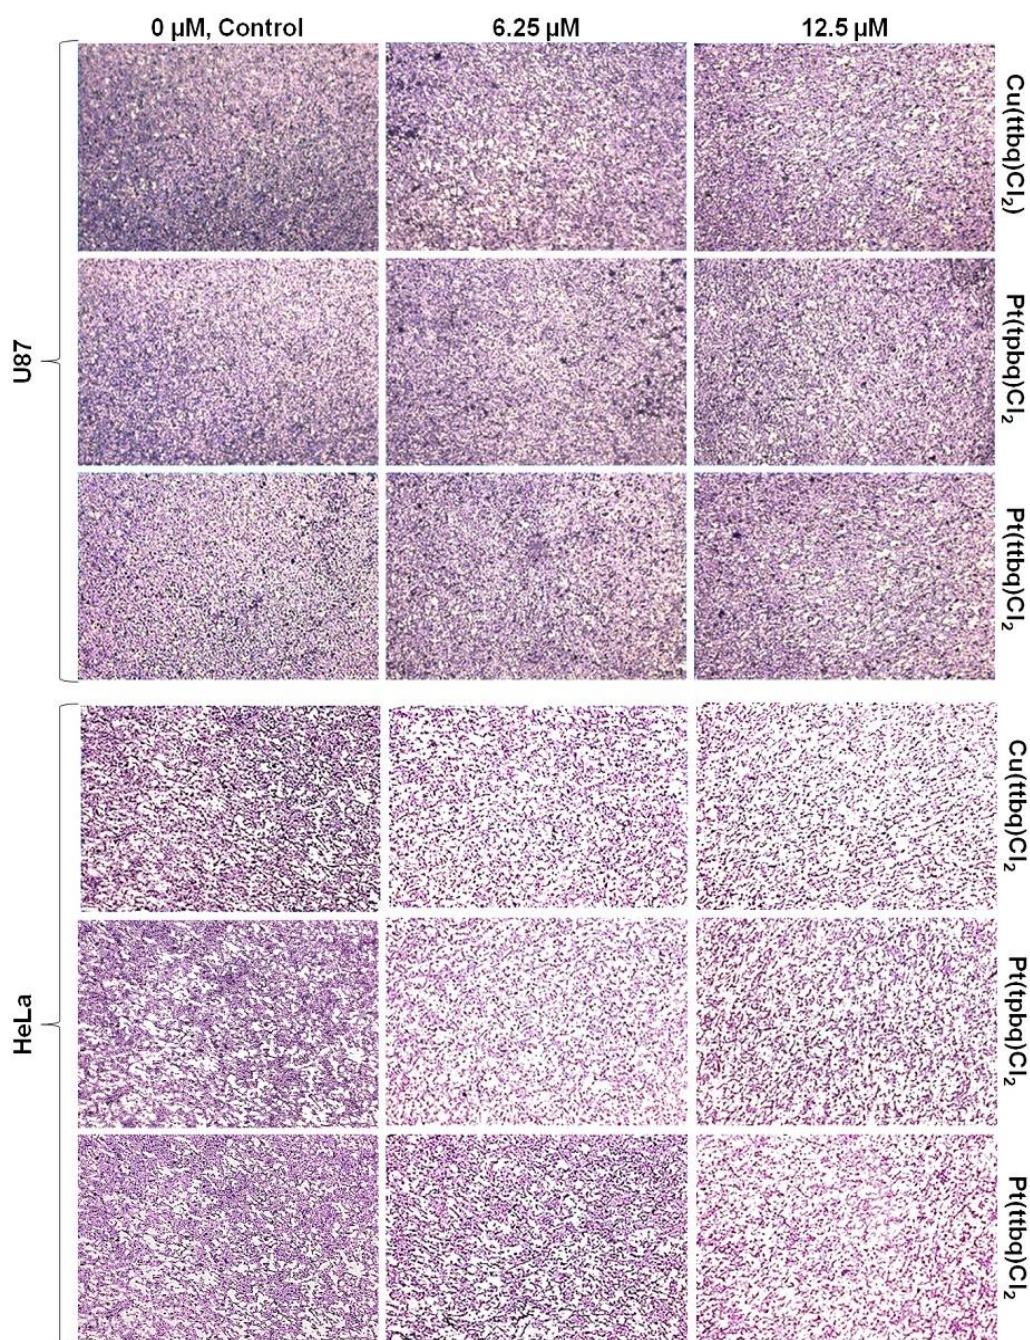 0 µM, Control
6.25 µM
12.5 µM
U87
Cu(ttbq)Cl₂)
Pt(tpbq)Cl₂
Pt(ttbq)Cl₂
HeLa
Cu(ttbq)Cl₂
Pt(tpbq)Cl₂
Pt(ttbq)Cl₂